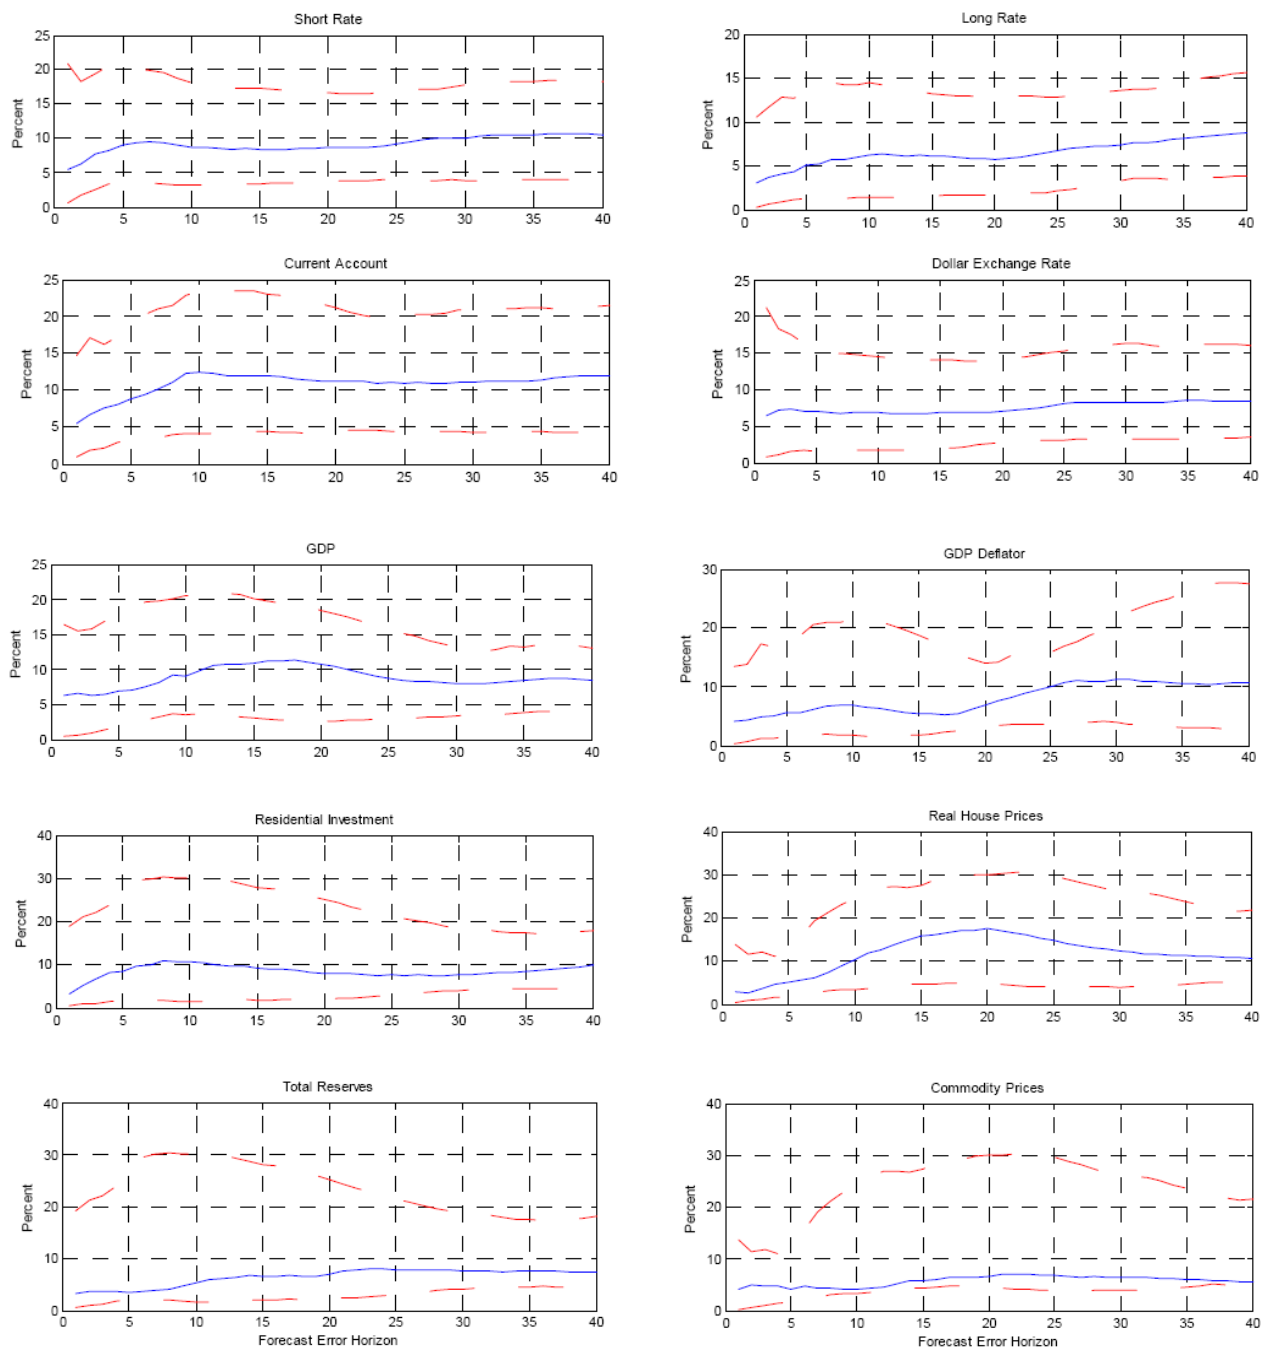 Short Rate
Percent
25
20
15
10
5
0
0 5 10 15 20 25 30 35 40
Long Rate
Percent
20
15
10
5
0
0 5 10 15 20 25 30 35 40
Current Account
Percent
25
20
15
10
5
0
0 5 10 15 20 25 30 35 40
Dollar Exchange Rate
Percent
25
20
15
10
5
0
0 5 10 15 20 25 30 35 40
GDP
Percent
25
20
15
10
5
0
0 5 10 15 20 25 30 35 40
GDP Deflator
Percent
30
20
10
0
0 5 10 15 20 25 30 35 40
Residential Investment
Percent
40
30
20
10
0
0 5 10 15 20 25 30 35 40
Real House Prices
Percent
40
30
20
10
0
0 5 10 15 20 25 30 35 40
Total Reserves
Percent
40
30
20
10
0
0 5 10 15 20 25 30 35 40
Forecast Error Horizon
Commodity Prices
Percent
40
30
20
10
0
0 5 10 15 20 25 30 35 40
Forecast Error Horizon